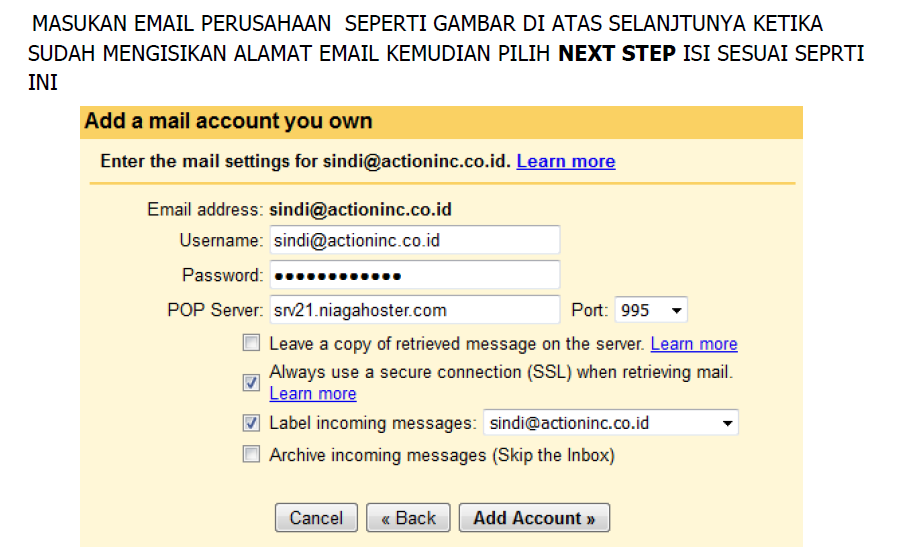 MASUKAN EMAIL PERUSAHAAN SEPERTI GAMBAR DI ATAS SELANJTUNYA KETIKA
SUDAH MENGISIKAN ALAMAT EMAIL KEMUDIAN PILIH NEXT STEP ISI SESUAI SEPRTI
INI
Add a mail account you own
Enter the mail settings for sindi@actioninc.co.id. Learn more
Email address: sindi@actioninc.co.id
Username: sindi@actioninc.co.id
Password: ••••••••••••
POP Server: srv21.niagahoster.com Port: 995
Leave a copy of retrieved message on the server. Learn more
Always use a secure connection (SSL) when retrieving mail.
Learn more
Label incoming messages: sindi@actioninc.co.id
Archive incoming messages (Skip the Inbox)
Cancel « Back Add Account »